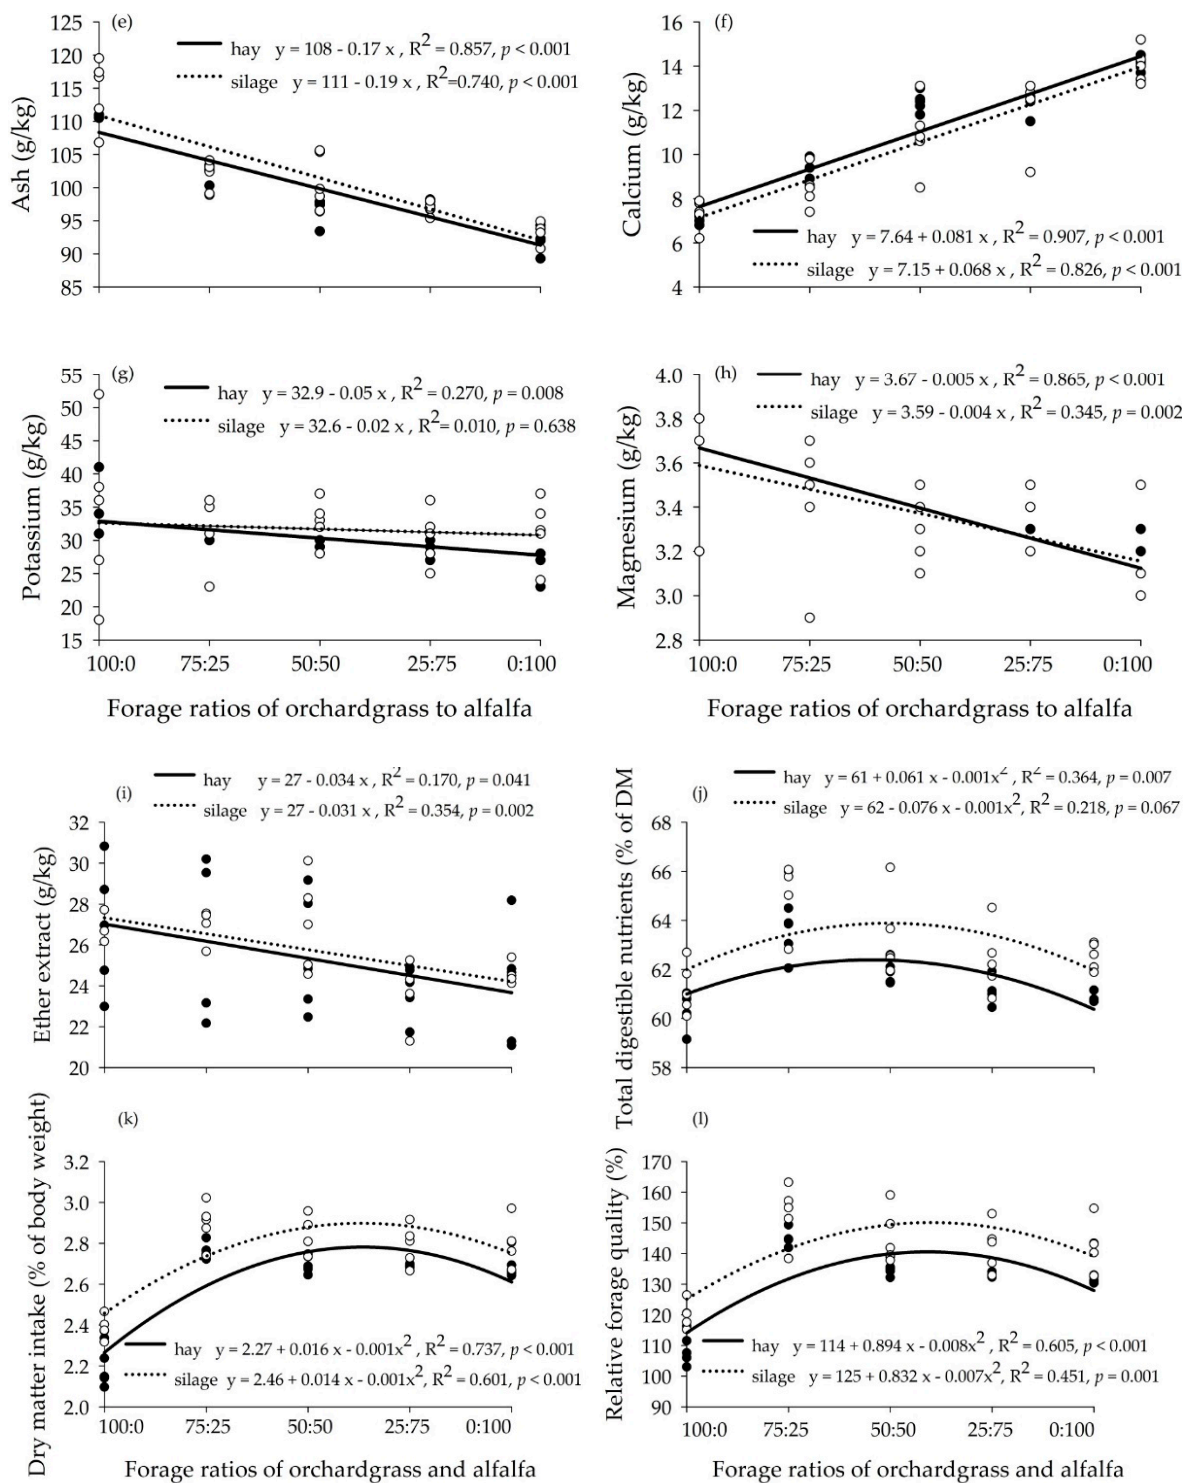 (e)
hay y = 108 - 0.17 x , R2 = 0.857, p < 0.001
silage y = 111 - 0.19 x , R2=0.740, p < 0.001
Ash (g/kg)
125
120
115
110
105
100
95
90
85
(f)
Calcium (g/kg)
16
14
12
10
8
6
4
hay y = 7.64 + 0.081 x , R2 = 0.907, p < 0.001
silage y = 7.15 + 0.068 x , R2 = 0.826, p < 0.001
(g)
hay y = 32.9 - 0.05 x , R2 = 0.270, p = 0.008
silage y = 32.6 - 0.02 x , R2= 0.010, p = 0.638
Potassium (g/kg)
55
50
45
40
35
30
25
20
15
100:0 75:25 50:50 25:75 0:100
Forage ratios of orchardgrass to alfalfa
(h)
hay y = 3.67 - 0.005 x , R2 = 0.865, p < 0.001
silage y = 3.59 - 0.004 x , R2 = 0.345, p = 0.002
Magnesium (g/kg)
4.0
3.8
3.6
3.4
3.2
3.0
2.8
100:0 75:25 50:50 25:75 0:100
Forage ratios of orchardgrass to alfalfa
(i)
hay y = 27 - 0.034 x , R2 = 0.170, p = 0.041
silage y = 27 - 0.031 x , R2 = 0.354, p = 0.002
Ether extract (g/kg)
32
30
28
26
24
22
20
(j)
hay y = 61 + 0.061 x - 0.001x2 , R2 = 0.364, p = 0.007
silage y = 62 - 0.076 x - 0.001x2, R2 = 0.218, p = 0.067
Total digestible nutrients (% of DM
68
66
64
62
60
58
(k)
Dry matter intake (% of body weight)
3.2
3.0
2.8
2.6
2.4
2.2
2.0
hay y = 2.27 + 0.016 x - 0.001x2 , R2 = 0.737, p < 0.001
silage y = 2.46 + 0.014 x - 0.001x2, R2 = 0.601, p < 0.001
100:0 75:25 50:50 25:75 0:100
Forage ratios of orchardgrass and alfalfa
(l)
Relative forage quality (%)
170
160
150
140
130
120
110
100
90
hay y = 114 + 0.894 x - 0.008x2 , R2 = 0.605, p < 0.001
silage y = 125 + 0.832 x - 0.007x2, R2 = 0.451, p = 0.001
100:0 75:25 50:50 25:75 0:100
Forage ratios of orchardgrass and alfalfa